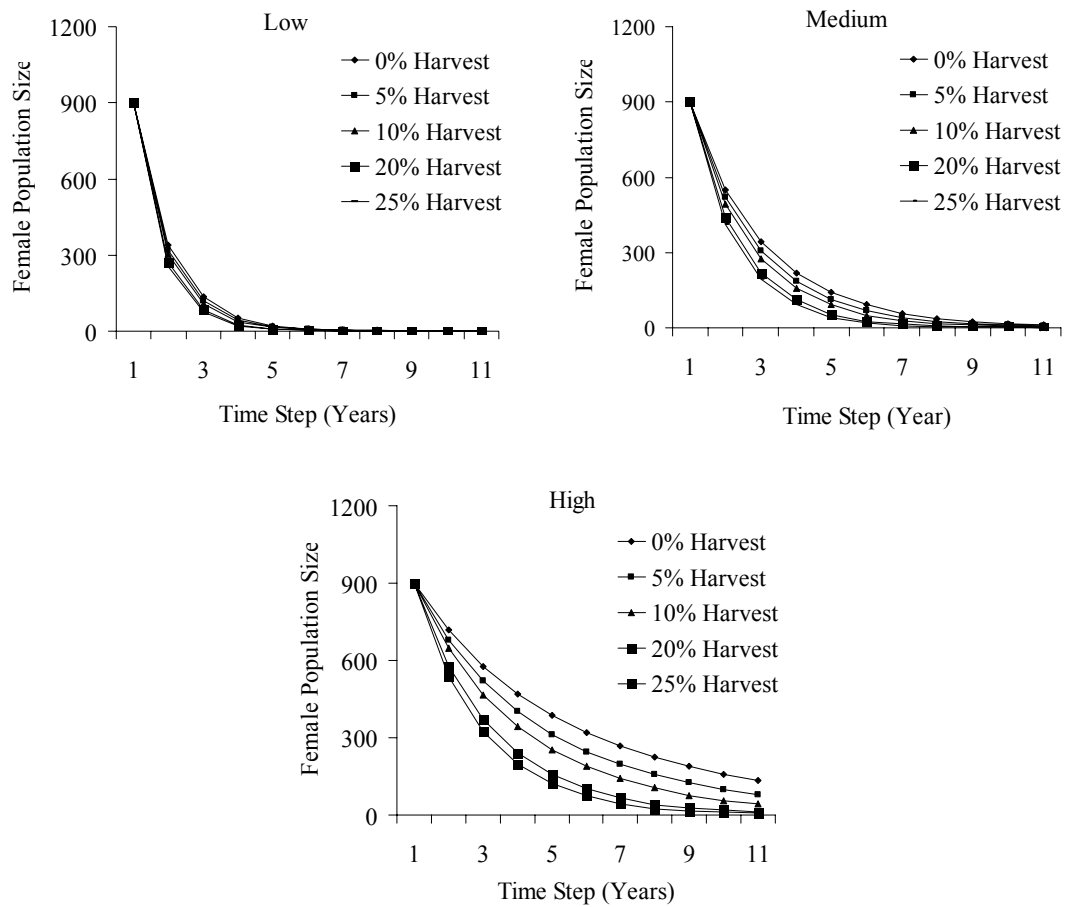 Low
1200
900
600
300
0
Female Population Size
0% Harvest
5% Harvest
10% Harvest
20% Harvest
25% Harvest
1 3 5 7 9 11
Time Step (Years)
Medium
1200
900
600
300
0
Female Population Size
0% Harvest
5% Harvest
10% Harvest
20% Harvest
25% Harvest
1 3 5 7 9 11
Time Step (Year)
High
1200
900
600
300
0
Female Population Size
0% Harvest
5% Harvest
10% Harvest
20% Harvest
25% Harvest
1 3 5 7 9 11
Time Step (Years)